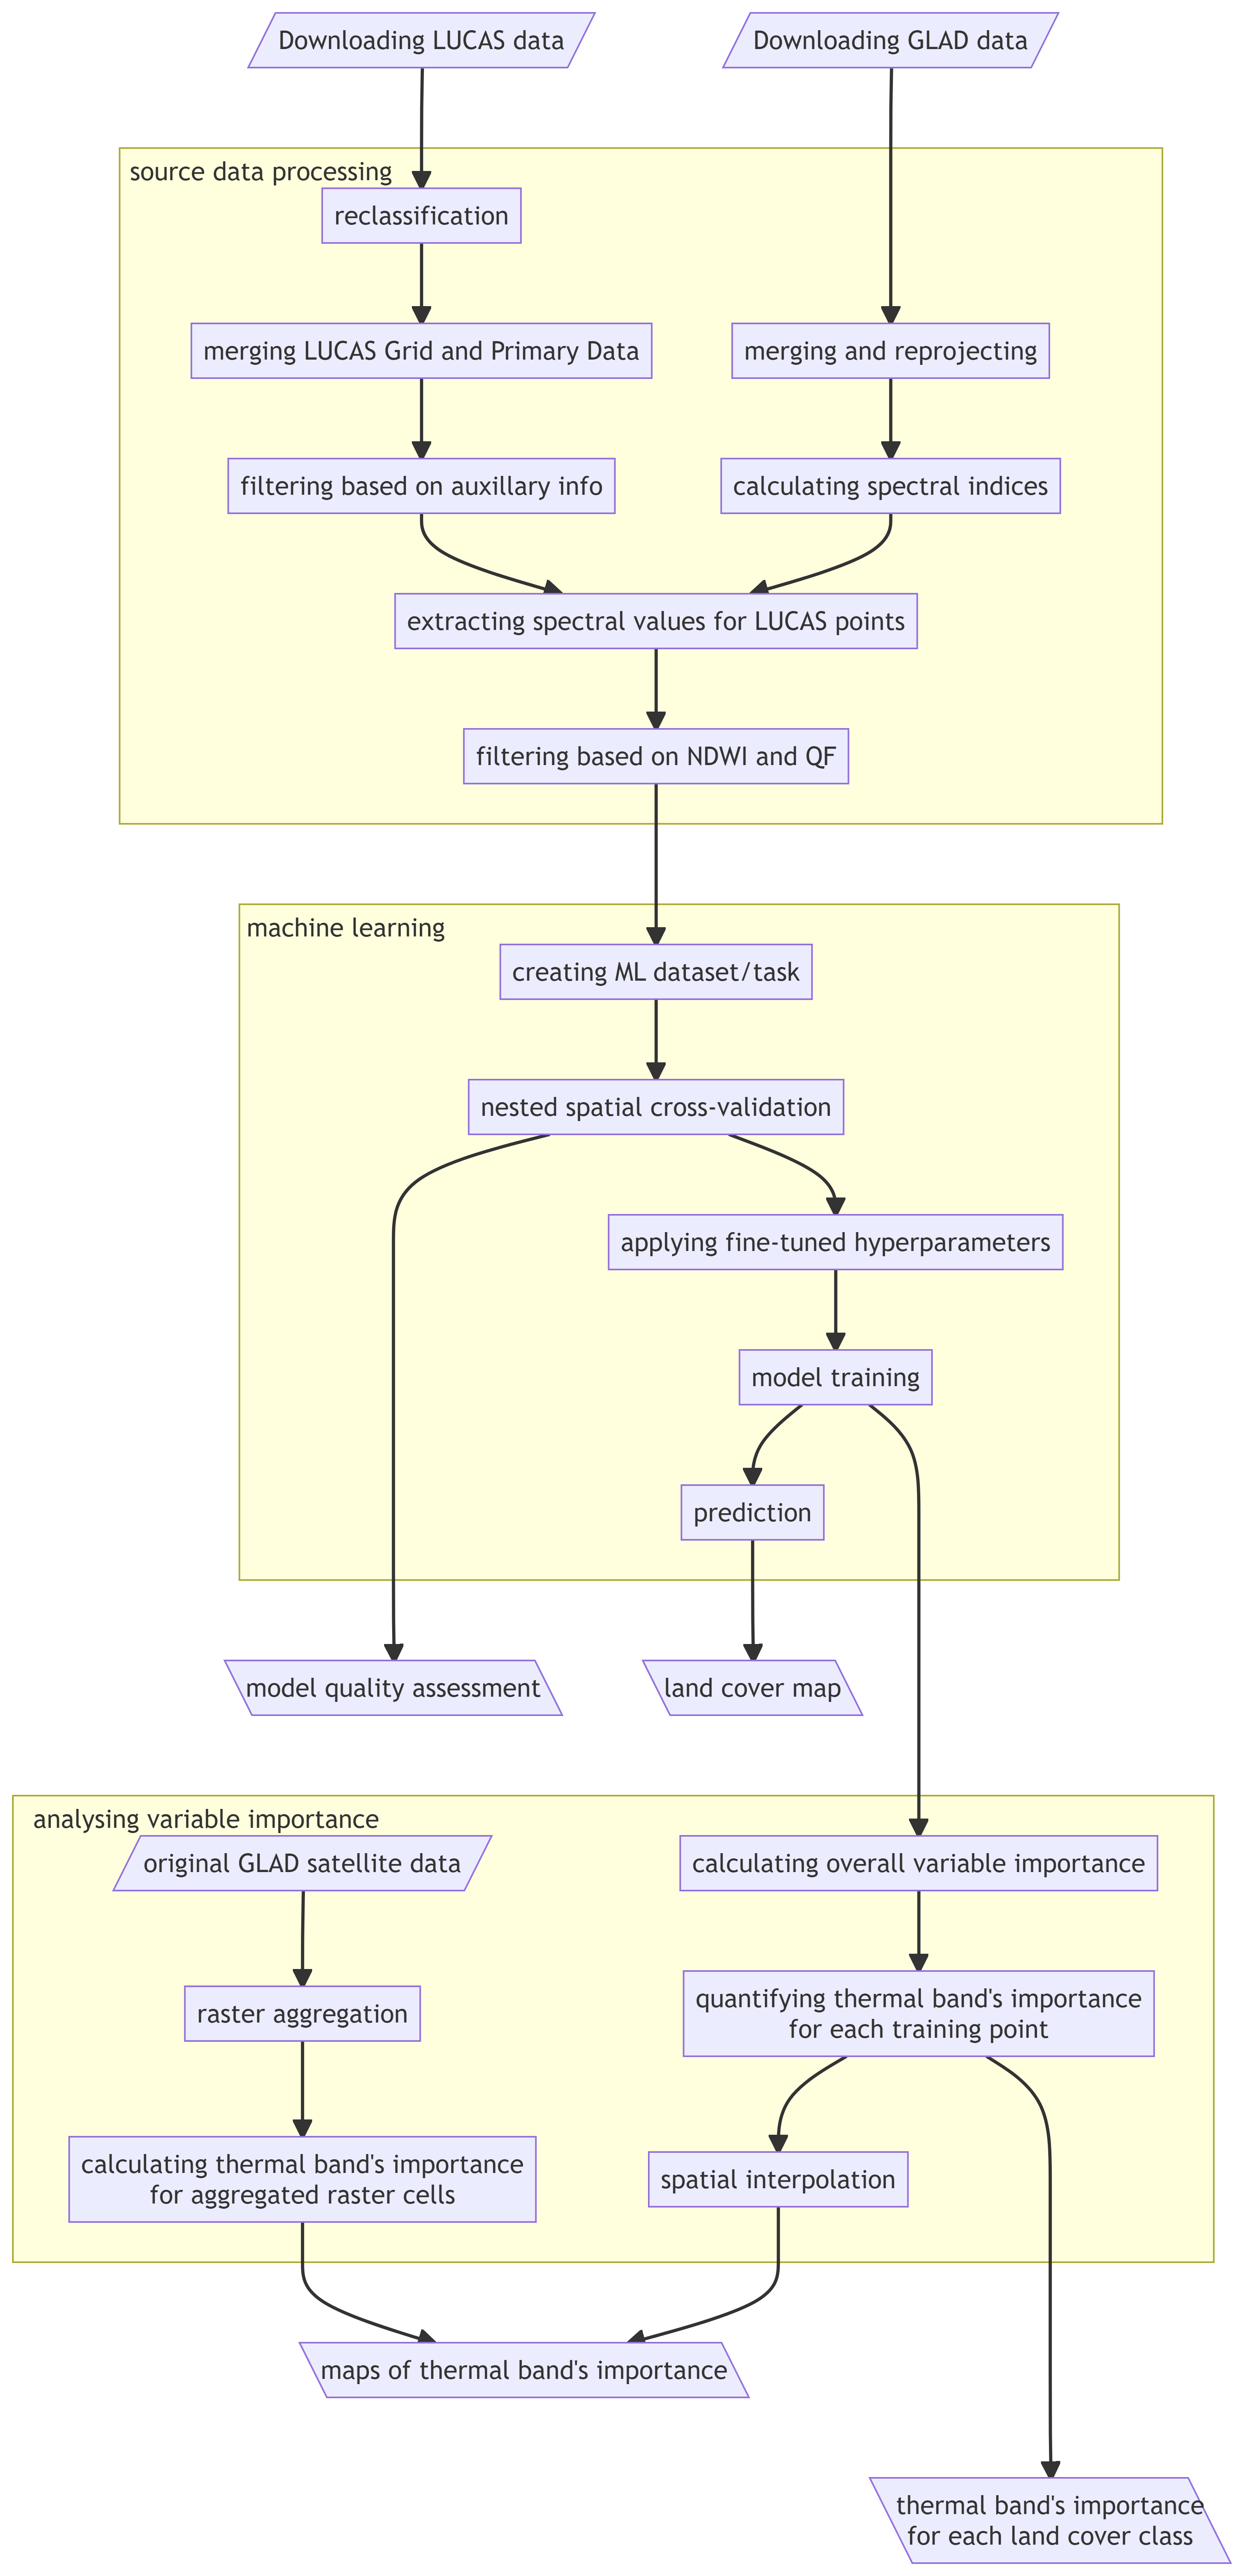 Downloading LUCAS data
Downloading GLAD data
source data processing
reclassification
merging LUCAS Grid and Primary Data
merging and reprojecting
filtering based on auxillary info
calculating spectral indices
extracting spectral values for LUCAS points
filtering based on NDWI and QF
machine learning
creating ML dataset/task
nested spatial cross-validation
applying fine-tuned hyperparameters
model training
prediction
model quality assessment
land cover map
analysing variable importance
original GLAD satellite data
calculating overall variable importance
raster aggregation
quantifying thermal band's importance
for each training point
calculating thermal band's importance
for aggregated raster cells
spatial interpolation
maps of thermal band's importance
thermal band's importance
for each land cover class